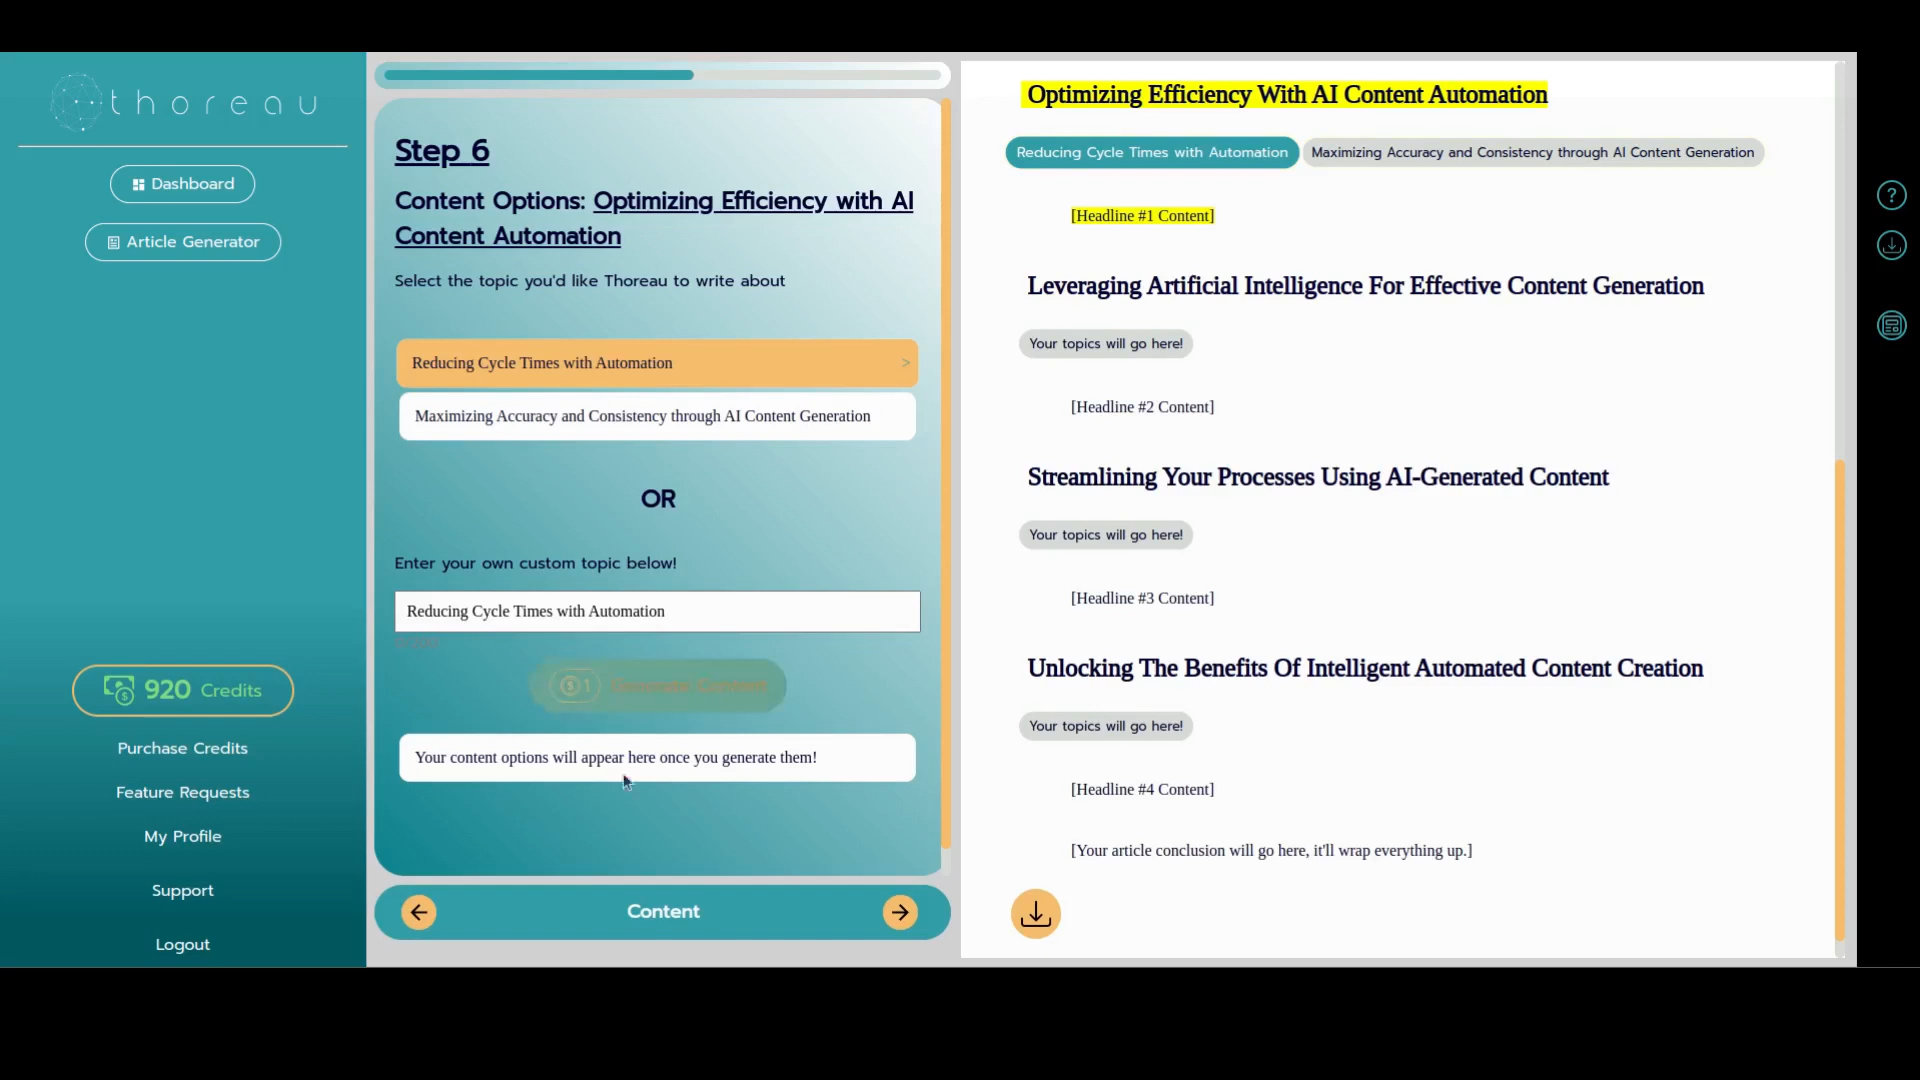 thoreau
Dashboard
Article Generator
920 Credits
Purchase Credits
Feature Requests
My Profile
Support
Logout
Step 6
Content Options: Optimizing Efficiency with AI
Content Automation
Select the topic you'd like Thoreau to write about
Reducing Cycle Times with Automation >
Maximizing Accuracy and Consistency through AI Content Generation
OR
Enter your own custom topic below!
Reducing Cycle Times with Automation
$ 1 Generate Content
Your content options will appear here once you generate them!
Content
Optimizing Efficiency With AI Content Automation
Reducing Cycle Times with Automation Maximizing Accuracy and Consistency through AI Content Generation
[Headline #1 Content]
Leveraging Artificial Intelligence For Effective Content Generation
Your topics will go here!
[Headline #2 Content]
Streamlining Your Processes Using AI-Generated Content
Your topics will go here!
[Headline #3 Content]
Unlocking The Benefits Of Intelligent Automated Content Creation
Your topics will go here!
[Headline #4 Content]
[Your article conclusion will go here, it'll wrap everything up.]
?